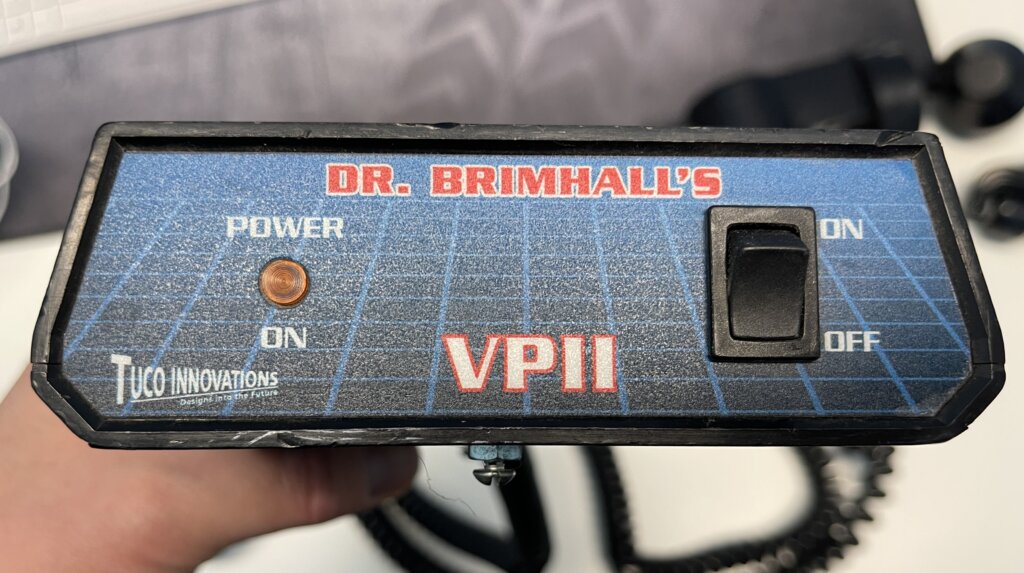 DR. BRIMHALL'S
POWER
ON
ON
VPII
OFF
TUCO INNOVATIONS
Designs into the Future